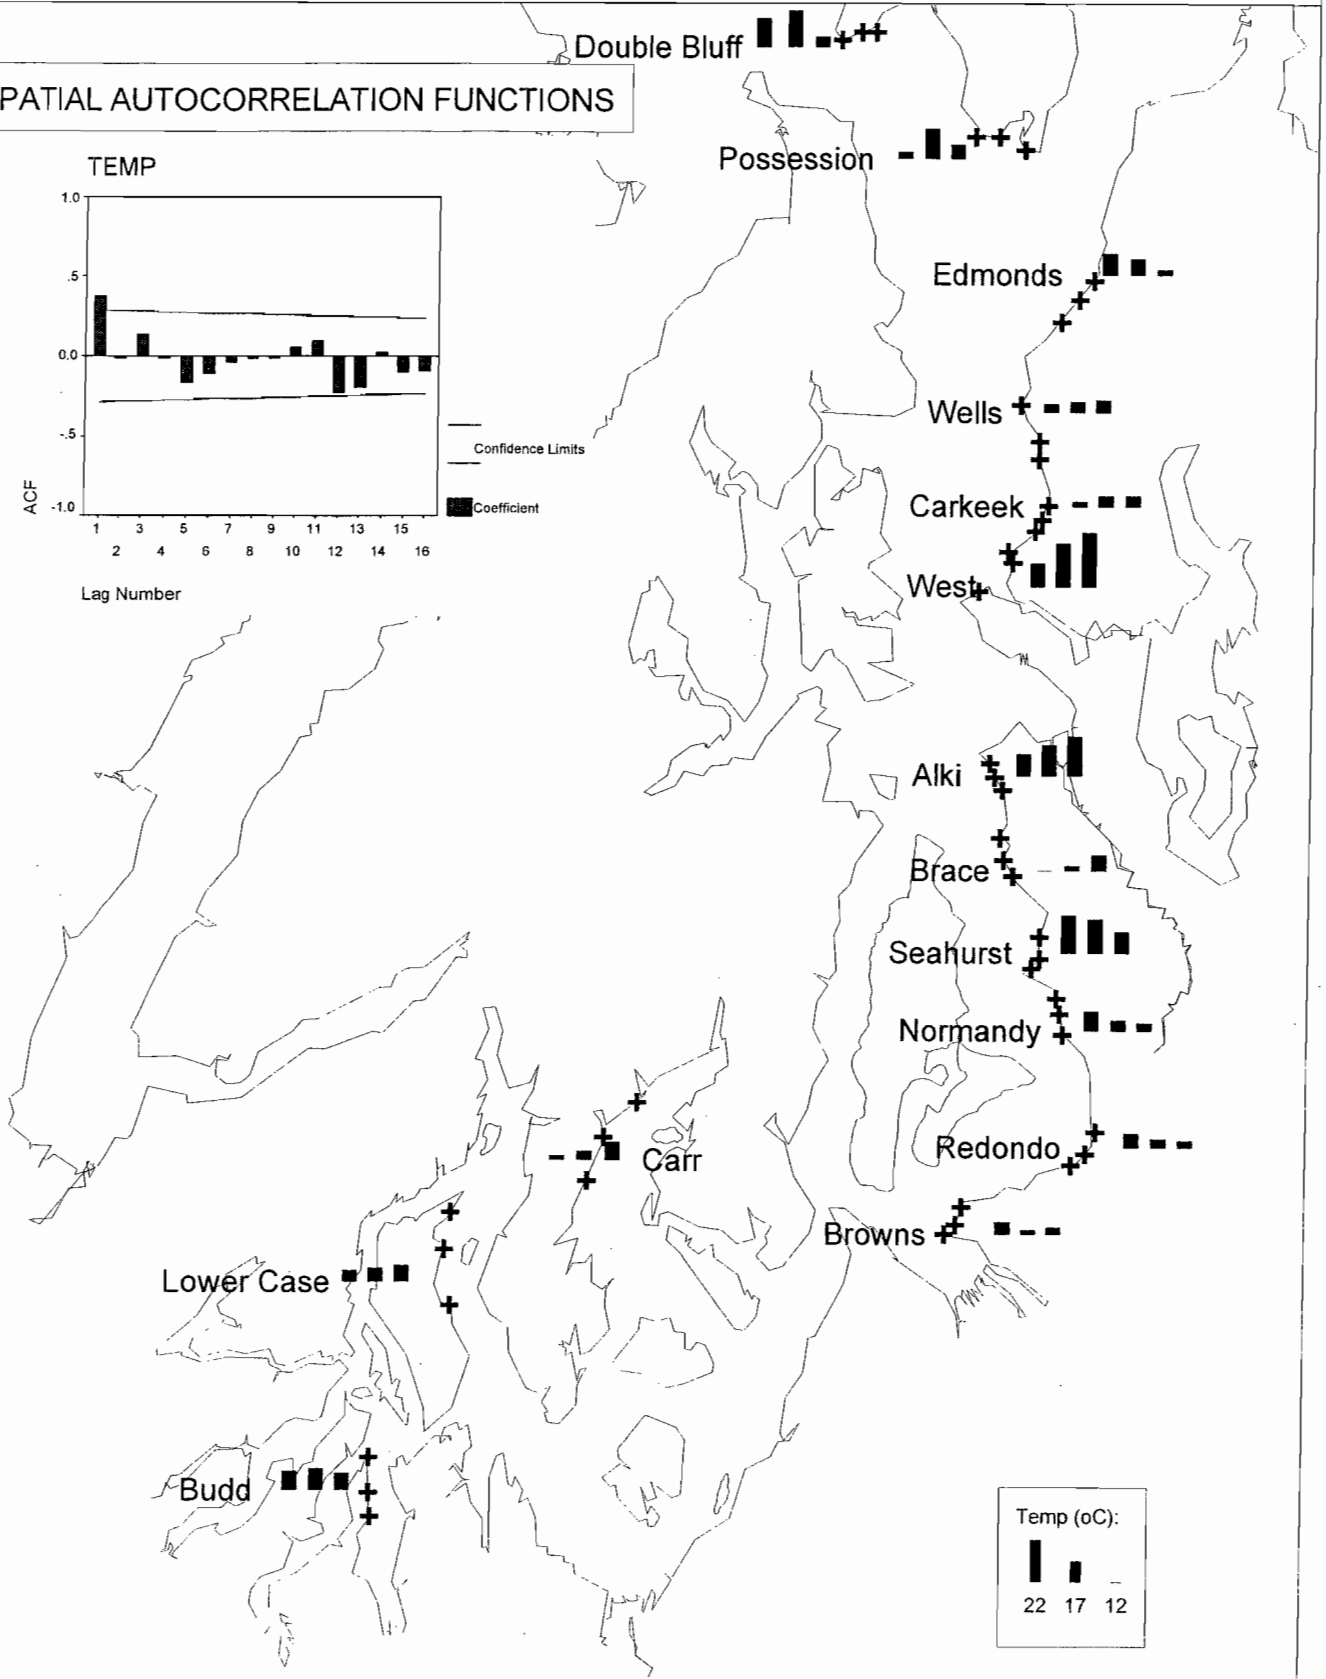 Double Bluff
PATIAL AUTOCORRELATION FUNCTIONS
Possession
TEMP
1.0
.5
0.0
-.5
-1.0
ACF
1 3 5 7 9 11 13 15
2 4 6 8 10 12 14 16
Lag Number
Confidence Limits
Coefficient
Edmonds
Wells
Carkeek
West
Alki
Brace
Seahurst
Normandy
Redondo
Carr
Browns
Lower Case
Budd
Temp (oC):
22 17 12